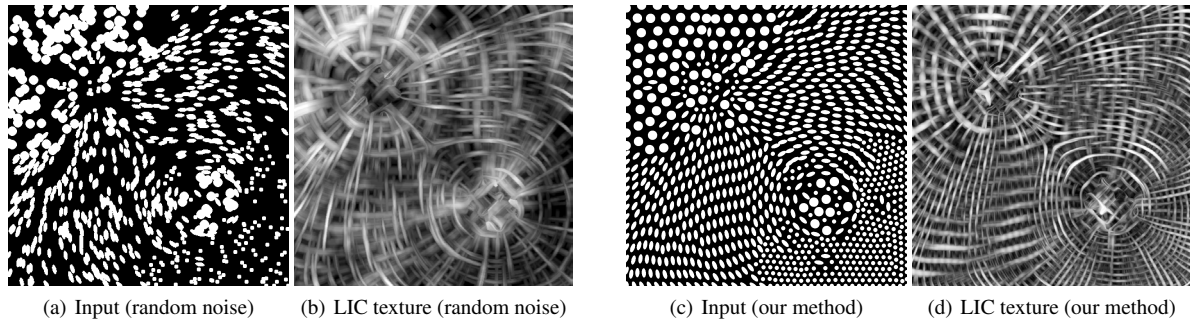 (a) Input (random noise)
(b) LIC texture (random noise)
(c) Input (our method)
(d) LIC texture (our method)